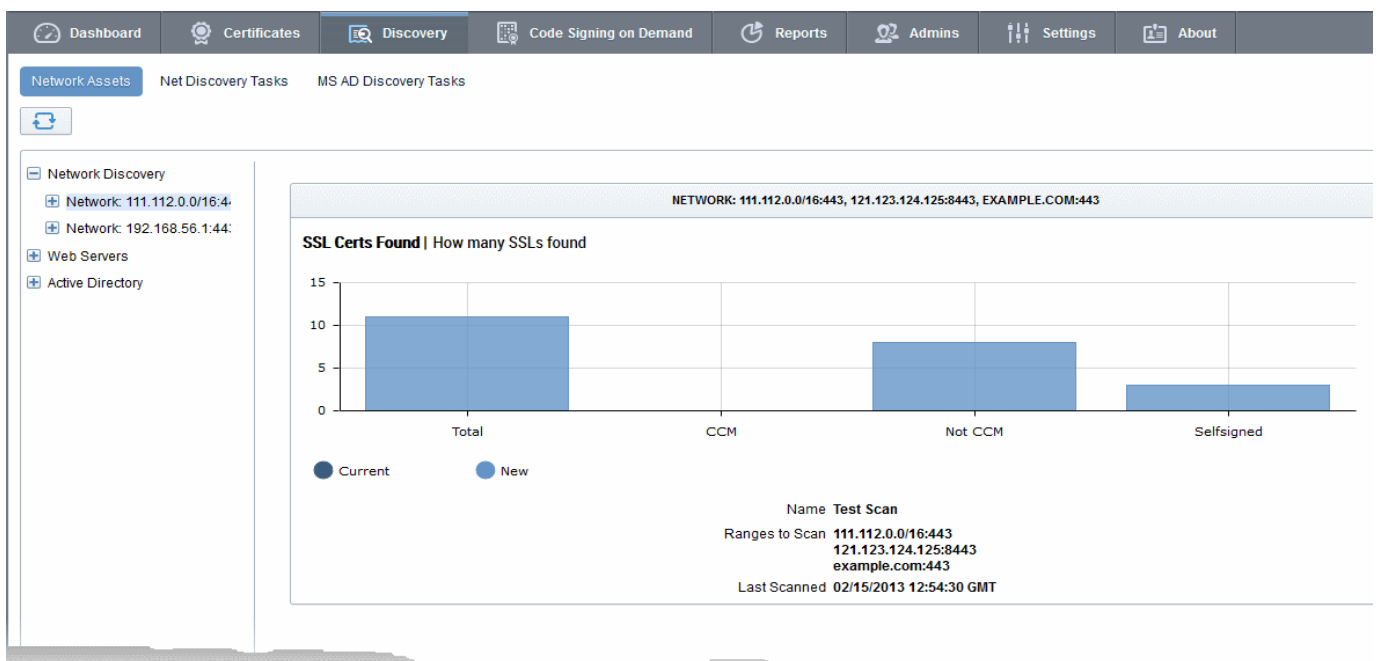 Dashboard Certificates Discovery Code Signing on Demand Reports Admins Settings About
Network Assets Net Discovery Tasks MS AD Discovery Tasks
Network Discovery
Network: 111.112.0.0/16:4
Network: 192.168.56.1:44
Web Servers
Active Directory
NETWORK: 111.112.0.0/16:443, 121.123.124.125:8443, EXAMPLE.COM:443
SSL Certs Found | How many SSLs found
15
10
5
0
Total CCM Not CCM Selfsigned
Current New
Name Test Scan
Ranges to Scan 111.112.0.0/16:443
121.123.124.125:8443
example.com:443
Last Scanned 02/15/2013 12:54:30 GMT